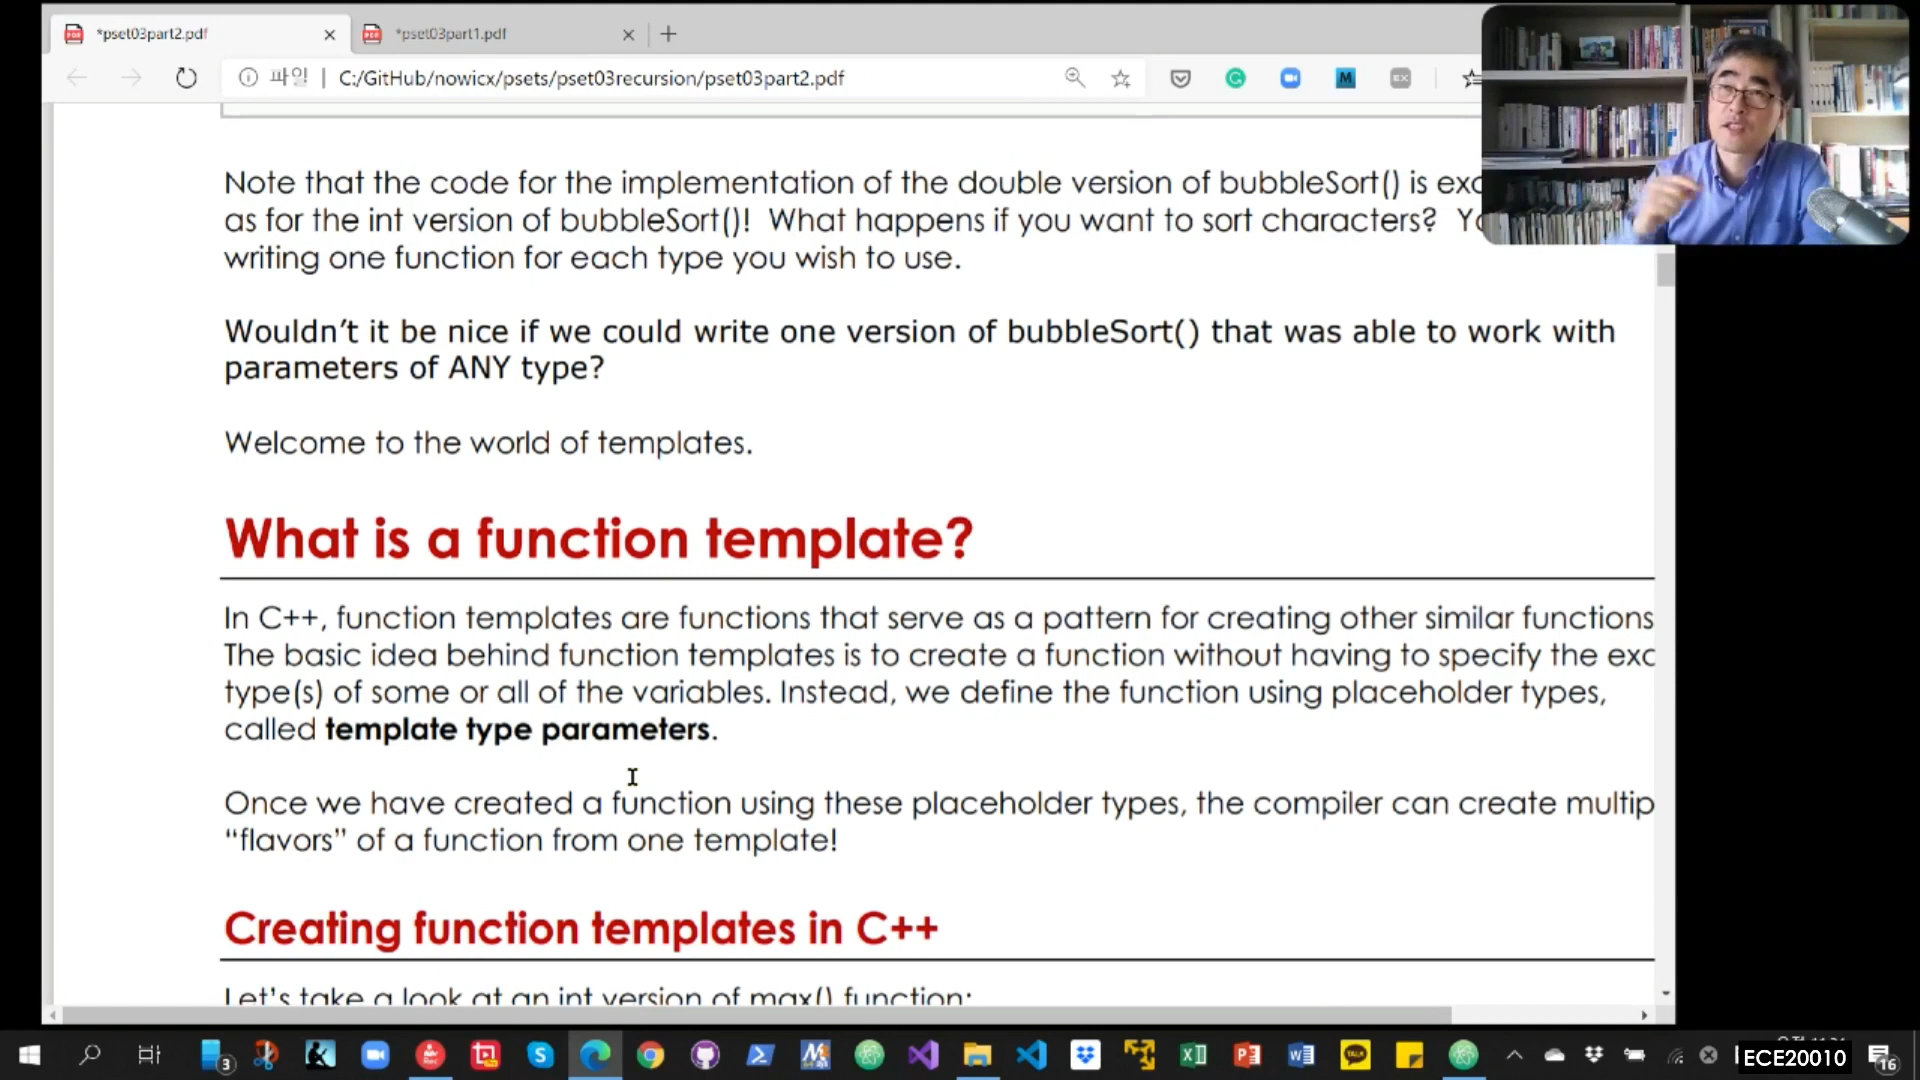 *pset03part2.pdf
*pset03part1.pdf
파일 | C:/GitHub/nowicx/psets/pset03recursion/pset03part2.pdf
Note that the code for the implementation of the double version of bubbleSort() is exc
as for the int version of bubbleSort()! What happens if you want to sort characters? Yo
writing one function for each type you wish to use.
Wouldn't it be nice if we could write one version of bubbleSort() that was able to work with
parameters of ANY type?
Welcome to the world of templates.
What is a function template?
In C++, function templates are functions that serve as a pattern for creating other similar functions
The basic idea behind function templates is to create a function without having to specify the exc
type(s) of some or all of the variables. Instead, we define the function using placeholder types,
called template type parameters.
Once we have created a function using these placeholder types, the compiler can create multip
“flavors” of a function from one template!
Creating function templates in C++
Let's take a look at an int version of max() function:
3
ECE20010
16